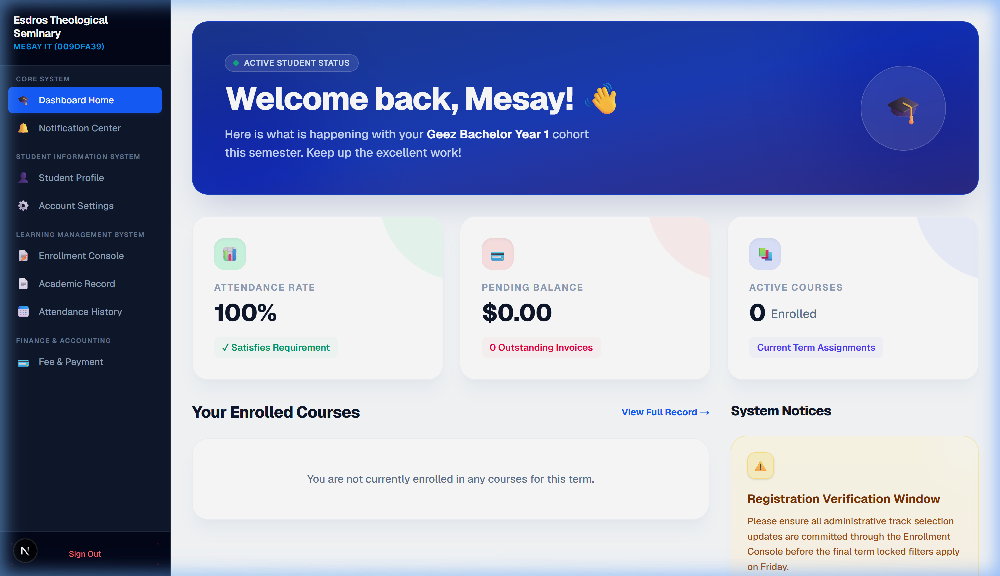 Esdros Theological
Seminary
MESAY IT (009DFA39)
CORE SYSTEM
Dashboard Home
Notification Center
STUDENT INFORMATION SYSTEM
Student Profile
Account Settings
LEARNING MANAGEMENT SYSTEM
Enrollment Console
Academic Record
Attendance History
FINANCE & ACCOUNTING
Fee & Payment
N
Sign Out
ACTIVE STUDENT STATUS
Welcome back, Mesay! 👋
Here is what is happening with your Geez Bachelor Year 1 cohort
this semester. Keep up the excellent work!
ATTENDANCE RATE
100%
✓ Satisfies Requirement
PENDING BALANCE
$0.00
0 Outstanding Invoices
ACTIVE COURSES
0 Enrolled
Current Term Assignments
Your Enrolled Courses
View Full Record →
You are not currently enrolled in any courses for this term.
System Notices
Registration Verification Window
Please ensure all administrative track selection
updates are committed through the Enrollment
Console before the final term locked filters apply
on Friday.